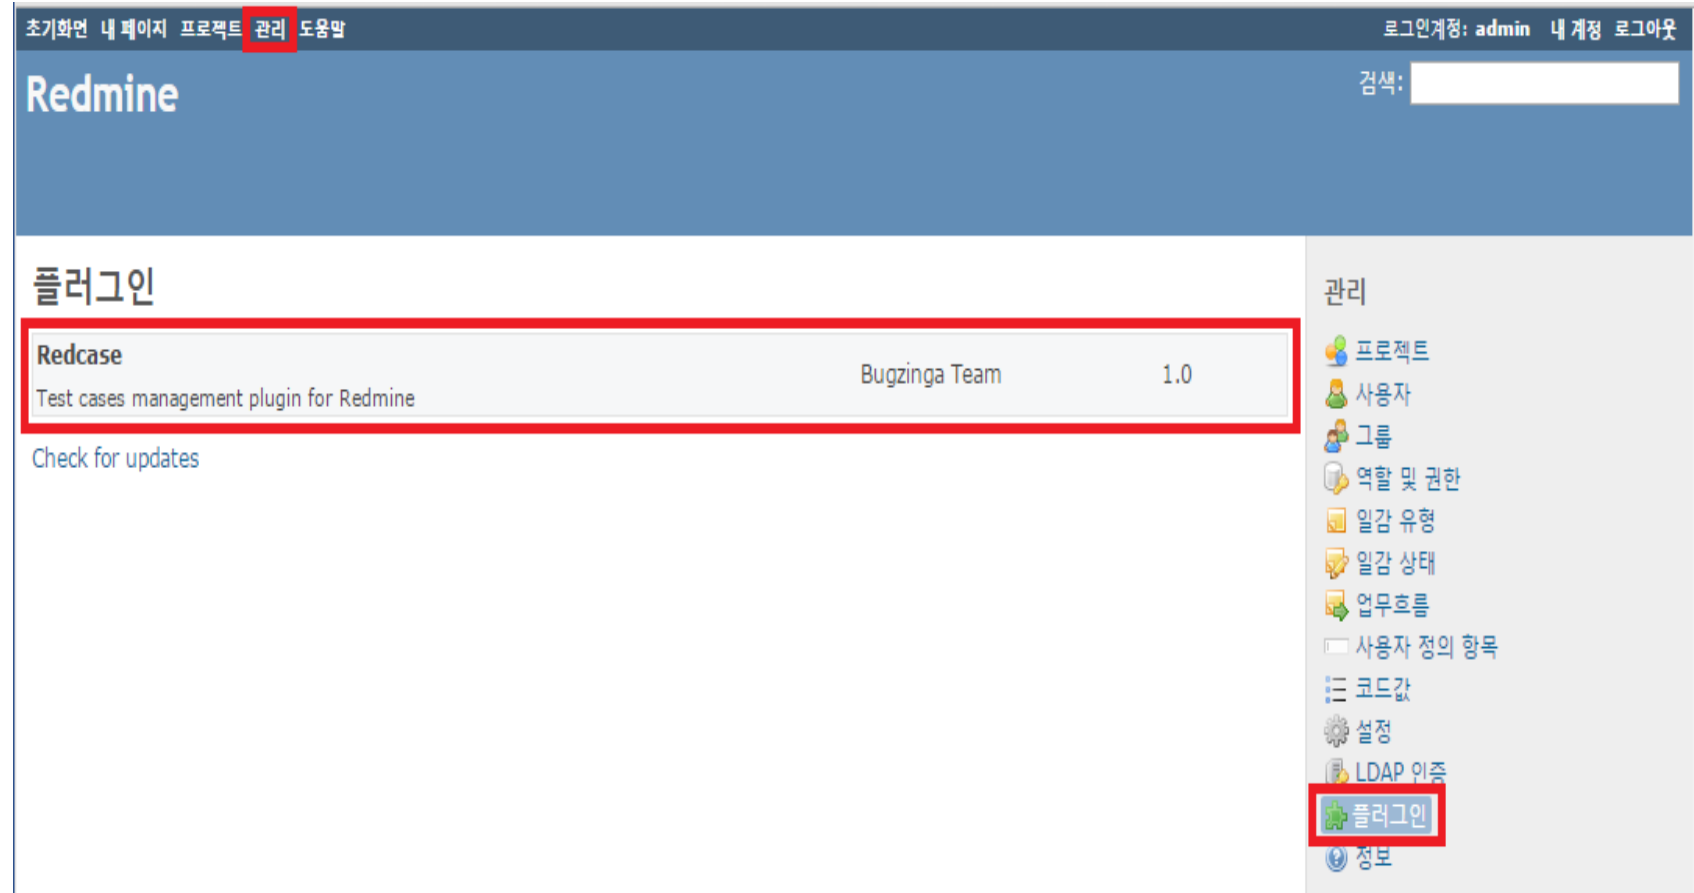 초기화면 내 페이지 프로젝트 관리 도움말 로그인계정: admin 내 계정 로그아웃
Redmine 검색:
플러그인
Redcase
Test cases management plugin for Redmine
Bugzinga Team 1.0
Check for updates
관리
프로젝트
사용자
그룹
역할 및 권한
일감 유형
일감 상태
업무흐름
사용자 정의 항목
코드값
설정
LDAP 인증
플러그인
정보